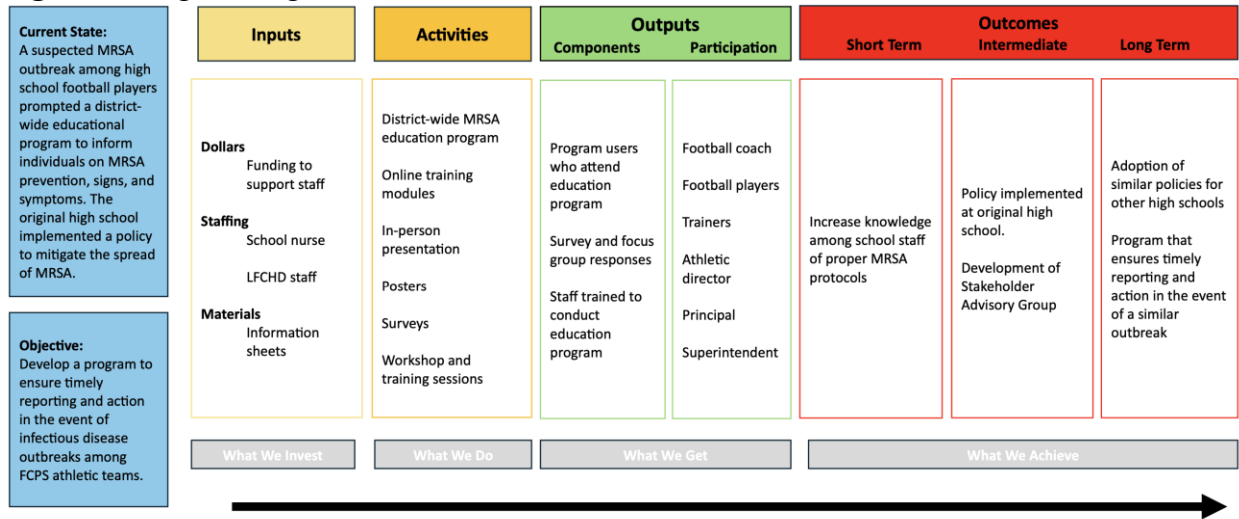 Current State:
A suspected MRSA
outbreak among high
school football players
prompted a district-
wide educational
program to inform
individuals on MRSA
prevention, signs, and
symptoms. The
original high school
implemented a policy
to mitigate the spread
of MRSA.
Objective:
Develop a program to
ensure timely
reporting and action
in the event of
infectious disease
outbreaks among
FCPS athletic teams.
Inputs
Dollars
Funding to
support staff
Staffing
School nurse
LFCHD staff
Materials
Information
sheets
What We Invest
Activities
District-wide MRSA
education program
Online training
modules
In-person
presentation
Posters
Surveys
Workshop and
training sessions
What We Do
Outputs
Components
Program users
who attend
education
program
Survey and focus
group responses
Staff trained to
conduct
education
program
Participation
Football coach
Football players
Trainers
Athletic
director
Principal
Superintendent
What We Get
Outcomes
Short Term
Increase knowledge
among school staff
of proper MRSA
protocols
Intermediate
Policy implemented
at original high
school.
Development of
Stakeholder
Advisory Group
Long Term
Adoption of
similar policies for
other high schools
Program that
ensures timely
reporting and
action in the event
of a similar
outbreak
What We Achieve